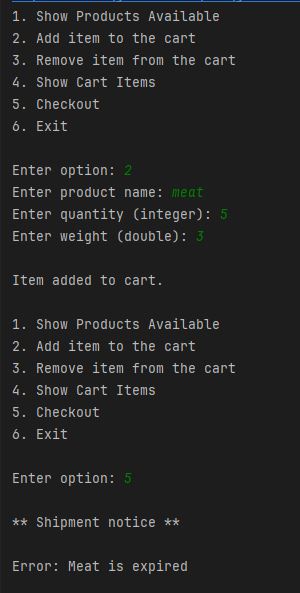 1. Show Products Available
2. Add item to the cart
3. Remove item from the cart
4. Show Cart Items
5. Checkout
6. Exit
Enter option: 2
Enter product name: meat
Enter quantity (integer): 5
Enter weight (double): 3
Item added to cart.
1. Show Products Available
2. Add item to the cart
3. Remove item from the cart
4. Show Cart Items
5. Checkout
6. Exit
Enter option: 5
** Shipment notice **
Error: Meat is expired